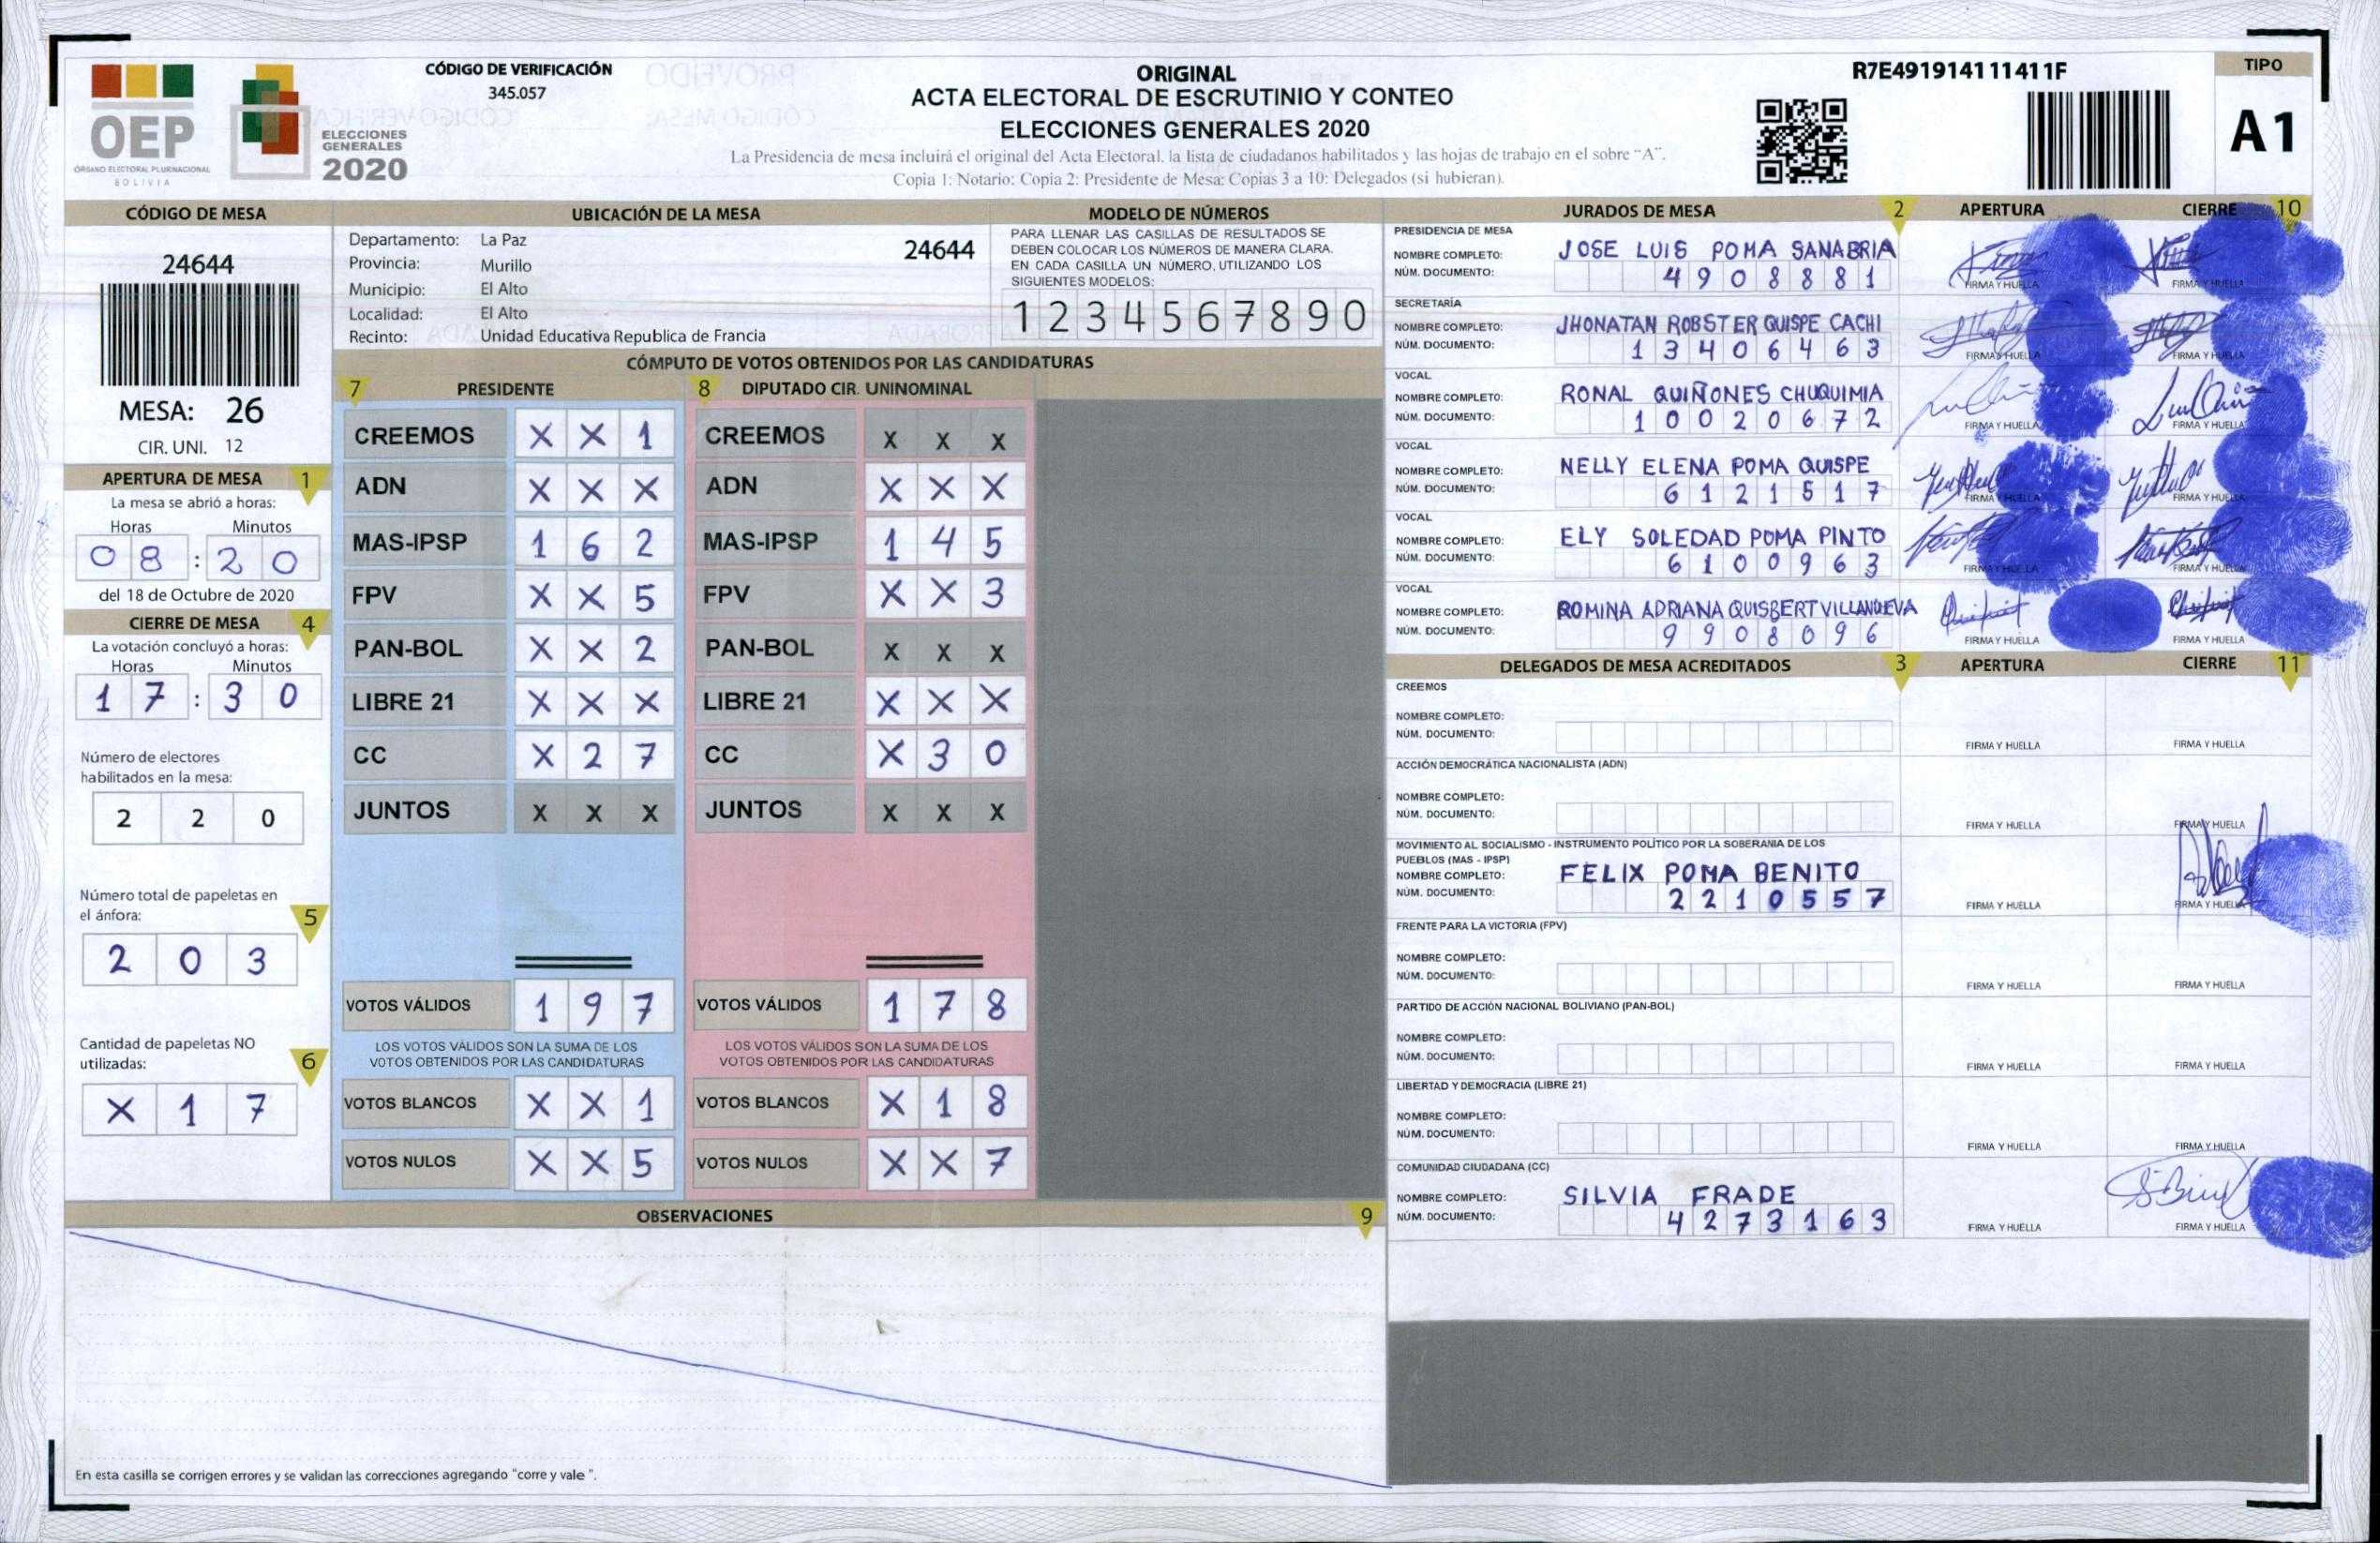 OEP
ÓRGANO ELECTORAL PLURINACIONAL
BOLIVIA
ELECCIONES
GENERALES
2020
CÓDIGO DE VERIFICACIÓN
345.057
ORIGINAL
ACTA ELECTORAL DE ESCRUTINIO Y CONTEO
ELECCIONES GENERALES 2020
La Presidencia de mesa incluirá el original del Acta Electoral, la lista de ciudadanos habilitados y las hojas de trabajo en el sobre "A".
Copia 1: Notario; Copia 2: Presidente de Mesa; Copias 3 a 10: Delegados (si hubieran).
R7E491914111411F
TIPO
A1
CÓDIGO DE MESA
24644
MESA: 26
CIR. UNI. 12
APERTURA DE MESA 1
La mesa se abrió a horas:
Horas Minutos
08 : 20
del 18 de Octubre de 2020
CIERRE DE MESA 4
La votación concluyó a horas:
Horas Minutos
17 : 30
Número de electores
habilitados en la mesa:
2 2 0
Número total de papeletas en
el ánfora: 5
2 0 3
Cantidad de papeletas NO
utilizadas: 6
X 1 7
UBICACIÓN DE LA MESA
Departamento: La Paz 24644
Provincia: Murillo
Municipio: El Alto
Localidad: El Alto
Recinto: Unidad Educativa Republica de Francia
MODELO DE NÚMEROS
PARA LLENAR LAS CASILLAS DE RESULTADOS SE
DEBEN COLOCAR LOS NÚMEROS DE MANERA CLARA.
EN CADA CASILLA UN NÚMERO, UTILIZANDO LOS
SIGUIENTES MODELOS:
1 2 3 4 5 6 7 8 9 0
CÓMPUTO DE VOTOS OBTENIDOS POR LAS CANDIDATURAS
7 PRESIDENTE 8 DIPUTADO CIR. UNINOMINAL
CREEMOS X X 1 CREEMOS X X X
ADN X X X ADN X X X
MAS-IPSP 1 6 2 MAS-IPSP 1 4 5
FPV X X 5 FPV X X 3
PAN-BOL X X 2 PAN-BOL X X X
LIBRE 21 X X X LIBRE 21 X X X
CC X 2 7 CC X 3 0
JUNTOS X X X JUNTOS X X X
VOTOS VÁLIDOS 1 9 7 VOTOS VÁLIDOS 1 7 8
LOS VOTOS VÁLIDOS SON LA SUMA DE LOS LOS VOTOS VÁLIDOS SON LA SUMA DE LOS
VOTOS OBTENIDOS POR LAS CANDIDATURAS VOTOS OBTENIDOS POR LAS CANDIDATURAS
VOTOS BLANCOS X X 1 VOTOS BLANCOS X 1 8
VOTOS NULOS X X 5 VOTOS NULOS X X 7
OBSERVACIONES 9
En esta casilla se corrigen errores y se validan las correcciones agregando "corre y vale ".
JURADOS DE MESA 2 APERTURA CIERRE 10
PRESIDENCIA DE MESA
NOMBRE COMPLETO: JOSE LUIS POMA SANABRIA
NÚM. DOCUMENTO: 4908881 FIRMA Y HUELLA FIRMA Y HUELLA
SECRETARÍA
NOMBRE COMPLETO: JHONATAN ROBSTER QUISPE CACHI
NÚM. DOCUMENTO: 13406463 FIRMA Y HUELLA FIRMA Y HUELLA
VOCAL
NOMBRE COMPLETO: RONAL QUIÑONES CHUQUIMIA
NÚM. DOCUMENTO: 10020672 FIRMA Y HUELLA FIRMA Y HUELLA
VOCAL
NOMBRE COMPLETO: NELLY ELENA POMA QUISPE
NÚM. DOCUMENTO: 6121517 FIRMA Y HUELLA FIRMA Y HUELLA
VOCAL
NOMBRE COMPLETO: ELY SOLEDAD POMA PINTO
NÚM. DOCUMENTO: 6100963 FIRMA Y HUELLA FIRMA Y HUELLA
VOCAL
NOMBRE COMPLETO: ROMINA ADRIANA QUISBERT VILLANUEVA
NÚM. DOCUMENTO: 9908096 FIRMA Y HUELLA FIRMA Y HUELLA
DELEGADOS DE MESA ACREDITADOS 3 APERTURA CIERRE 11
CREEMOS
NOMBRE COMPLETO:
NÚM. DOCUMENTO: FIRMA Y HUELLA FIRMA Y HUELLA
ACCIÓN DEMOCRÁTICA NACIONALISTA (ADN)
NOMBRE COMPLETO:
NÚM. DOCUMENTO: FIRMA Y HUELLA FIRMA Y HUELLA
MOVIMIENTO AL SOCIALISMO - INSTRUMENTO POLÍTICO POR LA SOBERANIA DE LOS
PUEBLOS (MAS - IPSP)
NOMBRE COMPLETO: FELIX POMA BENITO
NÚM. DOCUMENTO: 2210557 FIRMA Y HUELLA FIRMA Y HUELLA
FRENTE PARA LA VICTORIA (FPV)
NOMBRE COMPLETO:
NÚM. DOCUMENTO: FIRMA Y HUELLA FIRMA Y HUELLA
PARTIDO DE ACCIÓN NACIONAL BOLIVIANO (PAN-BOL)
NOMBRE COMPLETO:
NÚM. DOCUMENTO: FIRMA Y HUELLA FIRMA Y HUELLA
LIBERTAD Y DEMOCRACIA (LIBRE 21)
NOMBRE COMPLETO:
NÚM. DOCUMENTO: FIRMA Y HUELLA FIRMA Y HUELLA
COMUNIDAD CIUDADANA (CC)
NOMBRE COMPLETO: SILVIA FRADE
NÚM. DOCUMENTO: 4273163 FIRMA Y HUELLA FIRMA Y HUELLA